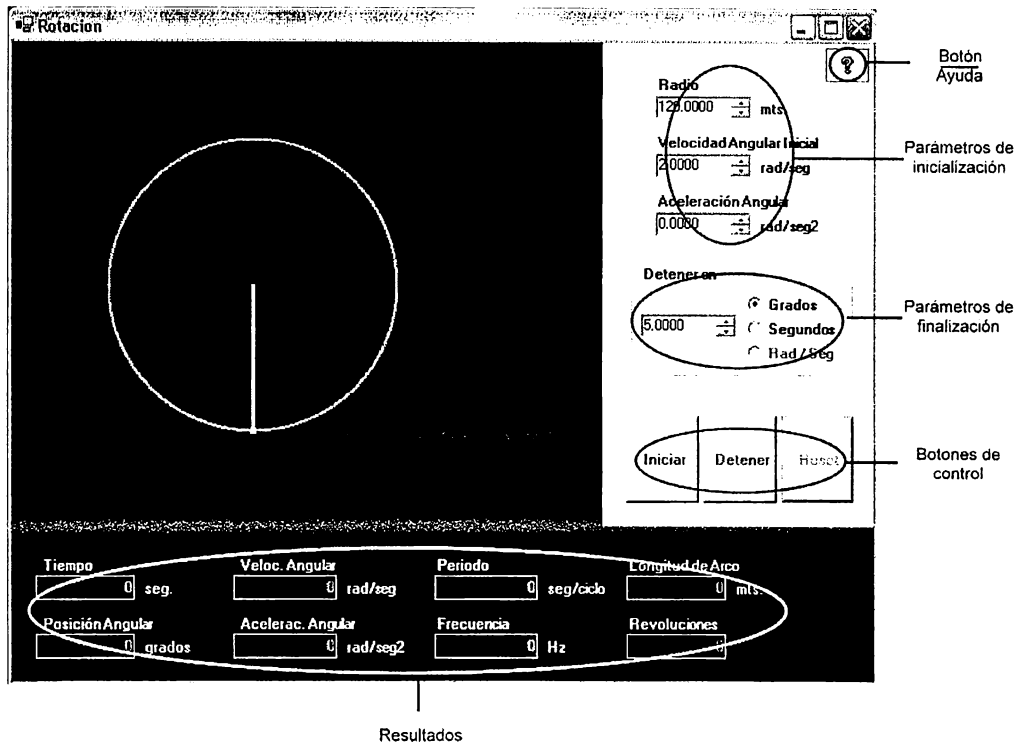 Rotacion
?
Botón
Ayuda
Radio
120.0000 mts.
Velocidad Angular Inicial
2.0000 rad/seg
Aceleración Angular
0.0000 rad/seg2
Parámetros de
inicialización
Detener en
5.0000
Grados
Segundos
Rad / Seg
Parámetros de
finalización
Iniciar Detener Reset
Botones de
control
Tiempo Veloc. Angular Periodo Longitud de Arco
0 seg. 0 rad/seg 0 seg/ciclo 0 mts.
Posición Angular Acelerac. Angular Frecuencia Revoluciones
0 grados 0 rad/seg2 0 Hz 0
Resultados